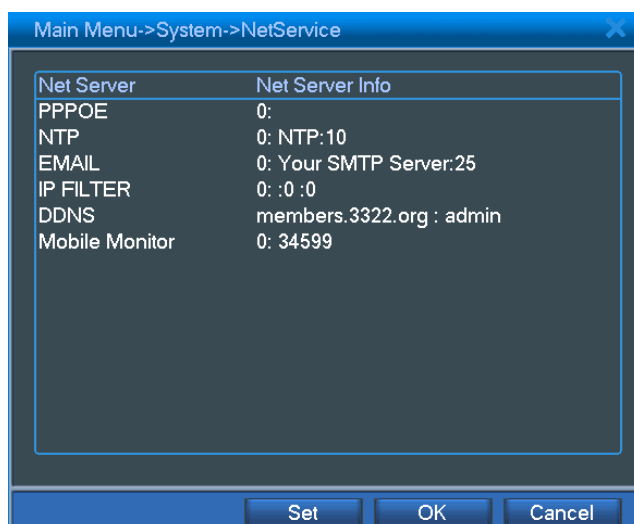 Main Menu->System->NetService
Net Server Net Server Info
PPPOE 0:
NTP 0: NTP:10
EMAIL 0: Your SMTP Server:25
IP FILTER 0: :0 :0
DDNS members.3322.org : admin
Mobile Monitor 0: 34599
Set OK Cancel